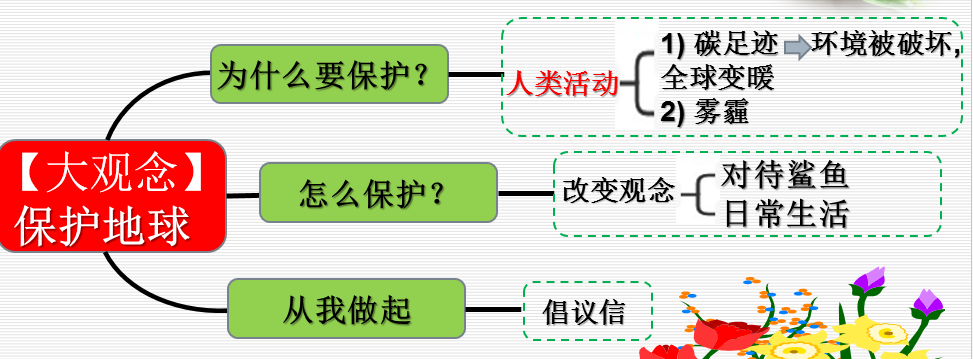 【大观念】
保护地球
为什么要保护？
人类活动
1) 碳足迹 环境被破坏,
全球变暖
2) 雾霾
怎么保护？
改变观念
对待鲨鱼
日常生活
从我做起
倡议信